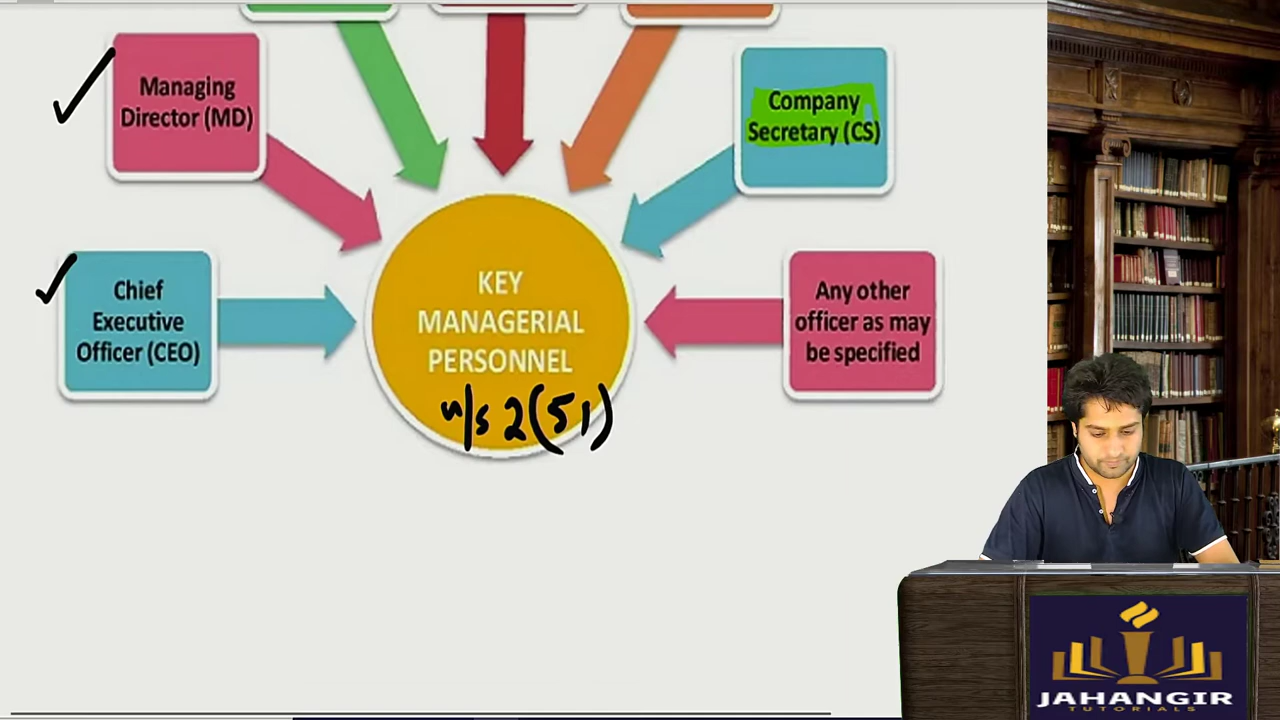 Managing
Director (MD)
Company
Secretary (CS)
Chief
Executive
Officer (CEO)
KEY
MANAGERIAL
PERSONNEL
u/s 2(51)
Any other
officer as may
be specified
JAHANGIR
TUTORIALS